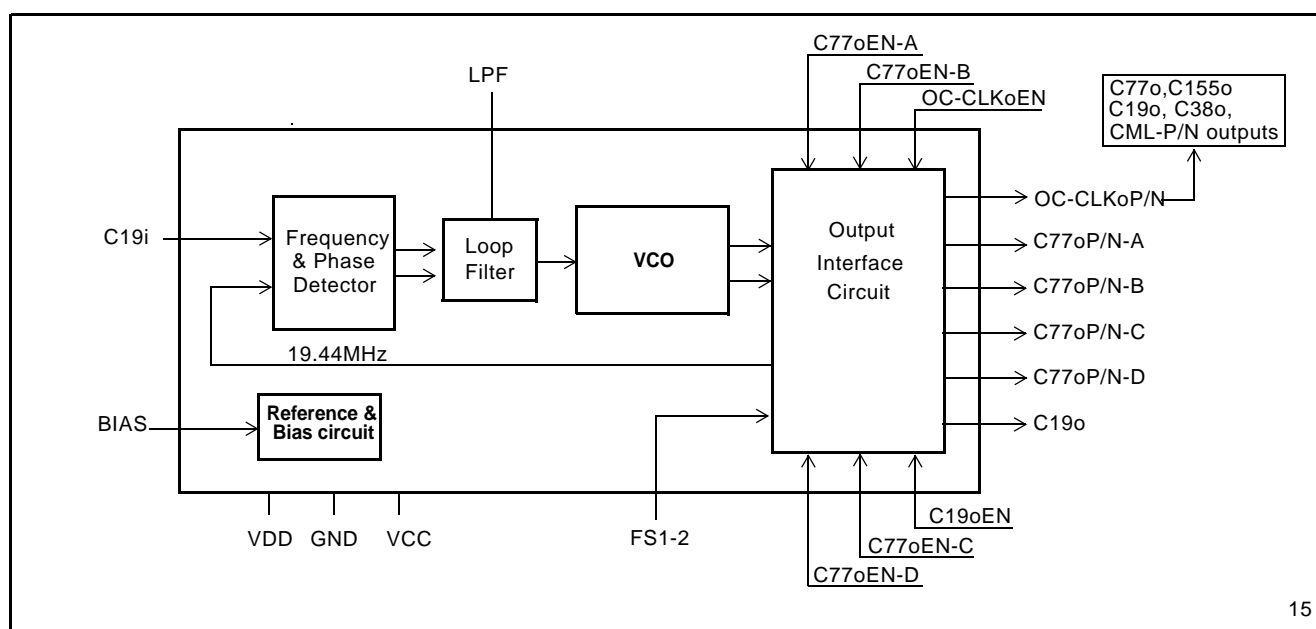 C77oEN-A
C77oEN-B
LPF
OC-CLKoEN
C77o,C155o
C19o, C38o,
CML-P/N outputs
OC-CLKoP/N
C19i
Frequency
& Phase
Detector
Loop
Filter
VCO
Output
Interface
Circuit
C77oP/N-A
C77oP/N-B
C77oP/N-C
19.44MHz
C77oP/N-D
BIAS
Reference &
Bias circuit
C19o
VDD
GND
VCC
FS1-2
C19oEN
C77oEN-C
C77oEN-D
15